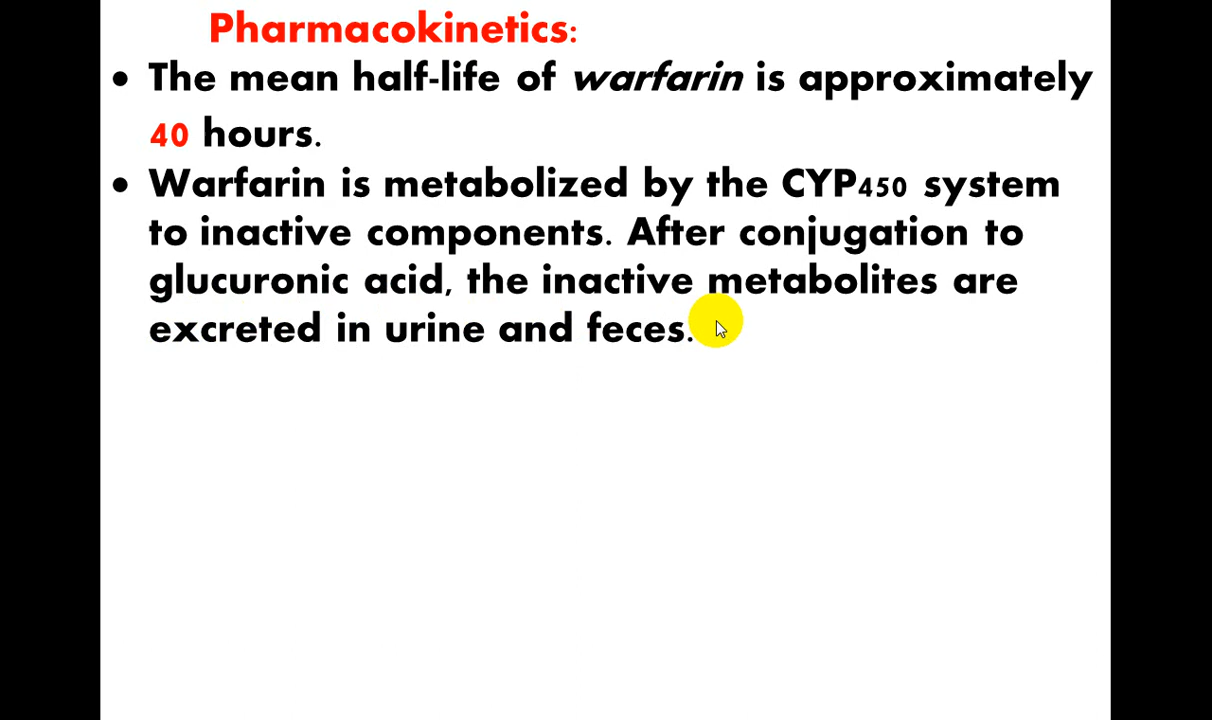 Pharmacokinetics:
• The mean half-life of warfarin is approximately
40 hours.
• Warfarin is metabolized by the CYP450 system
to inactive components. After conjugation to
glucuronic acid, the inactive metabolites are
excreted in urine and feces.